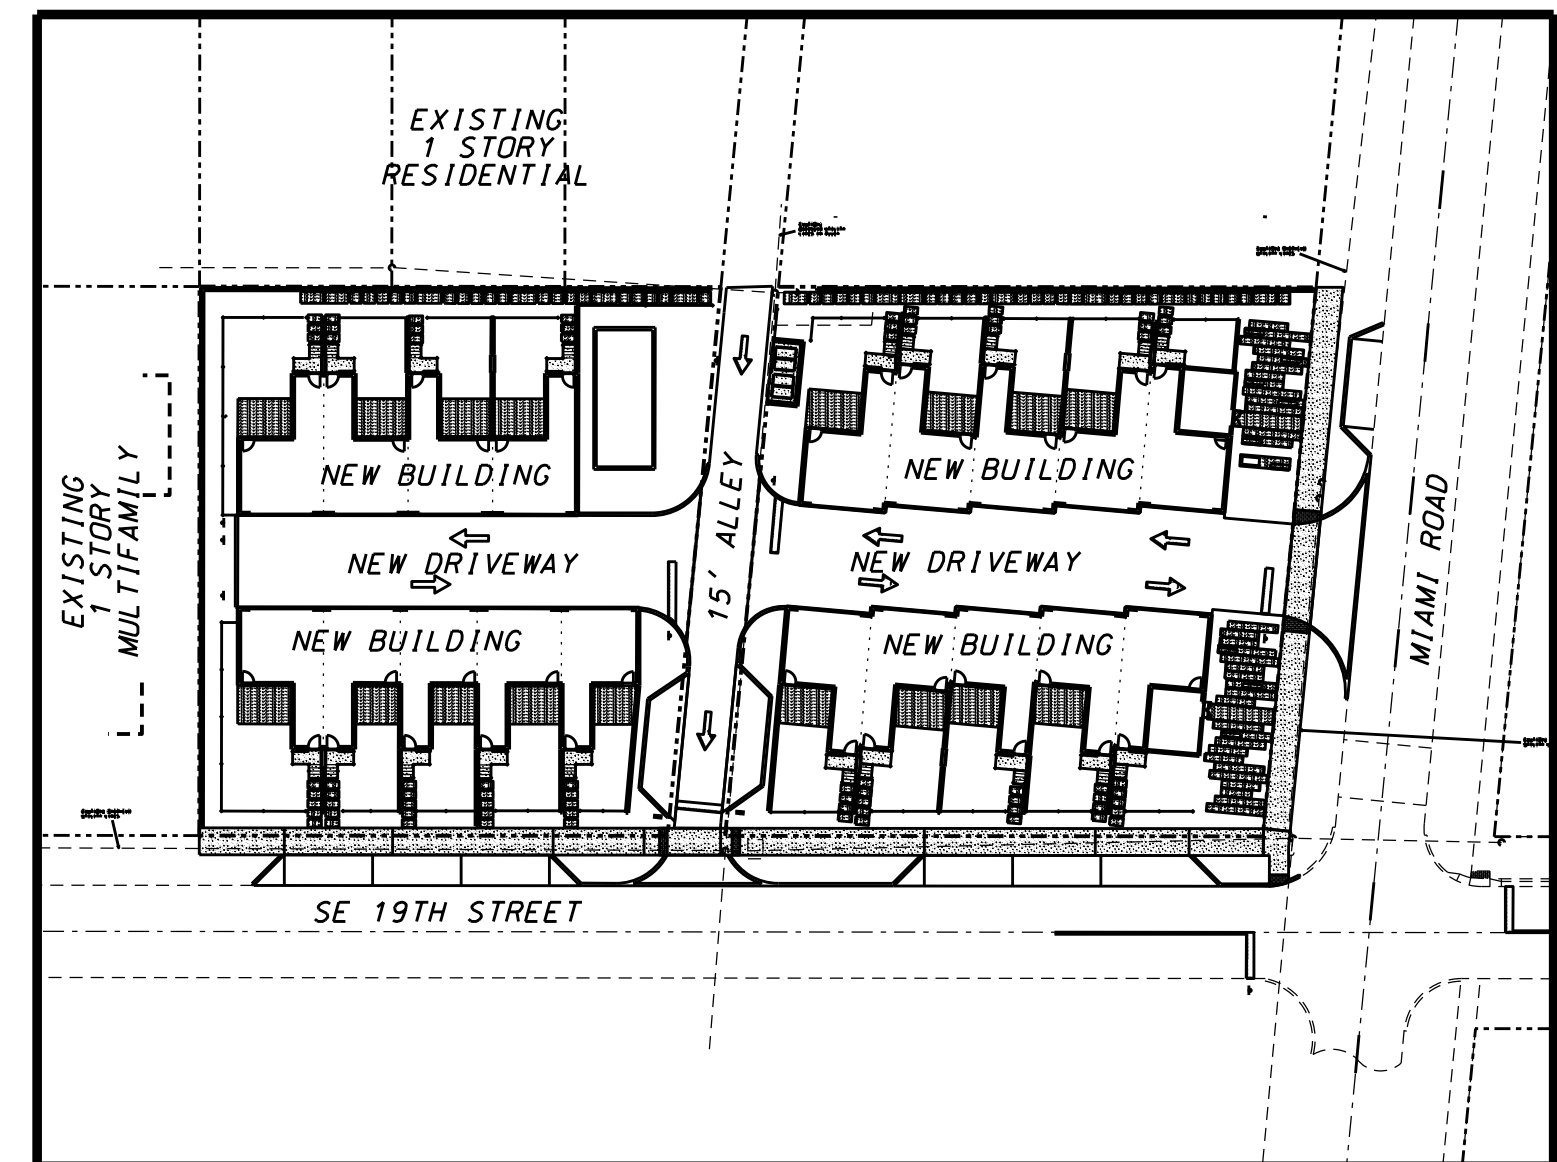 EXISTING
1 STORY
RESIDENTIAL
NEW BUILDING
NEW BUILDING
15' ALLEY
EXISTING
1 STORY
MULTIFAMILY
NEW DRIVEWAY
NEW DRIVEWAY
MIAMI ROAD
NEW BUILDING
NEW BUILDING
SE 19TH STREET